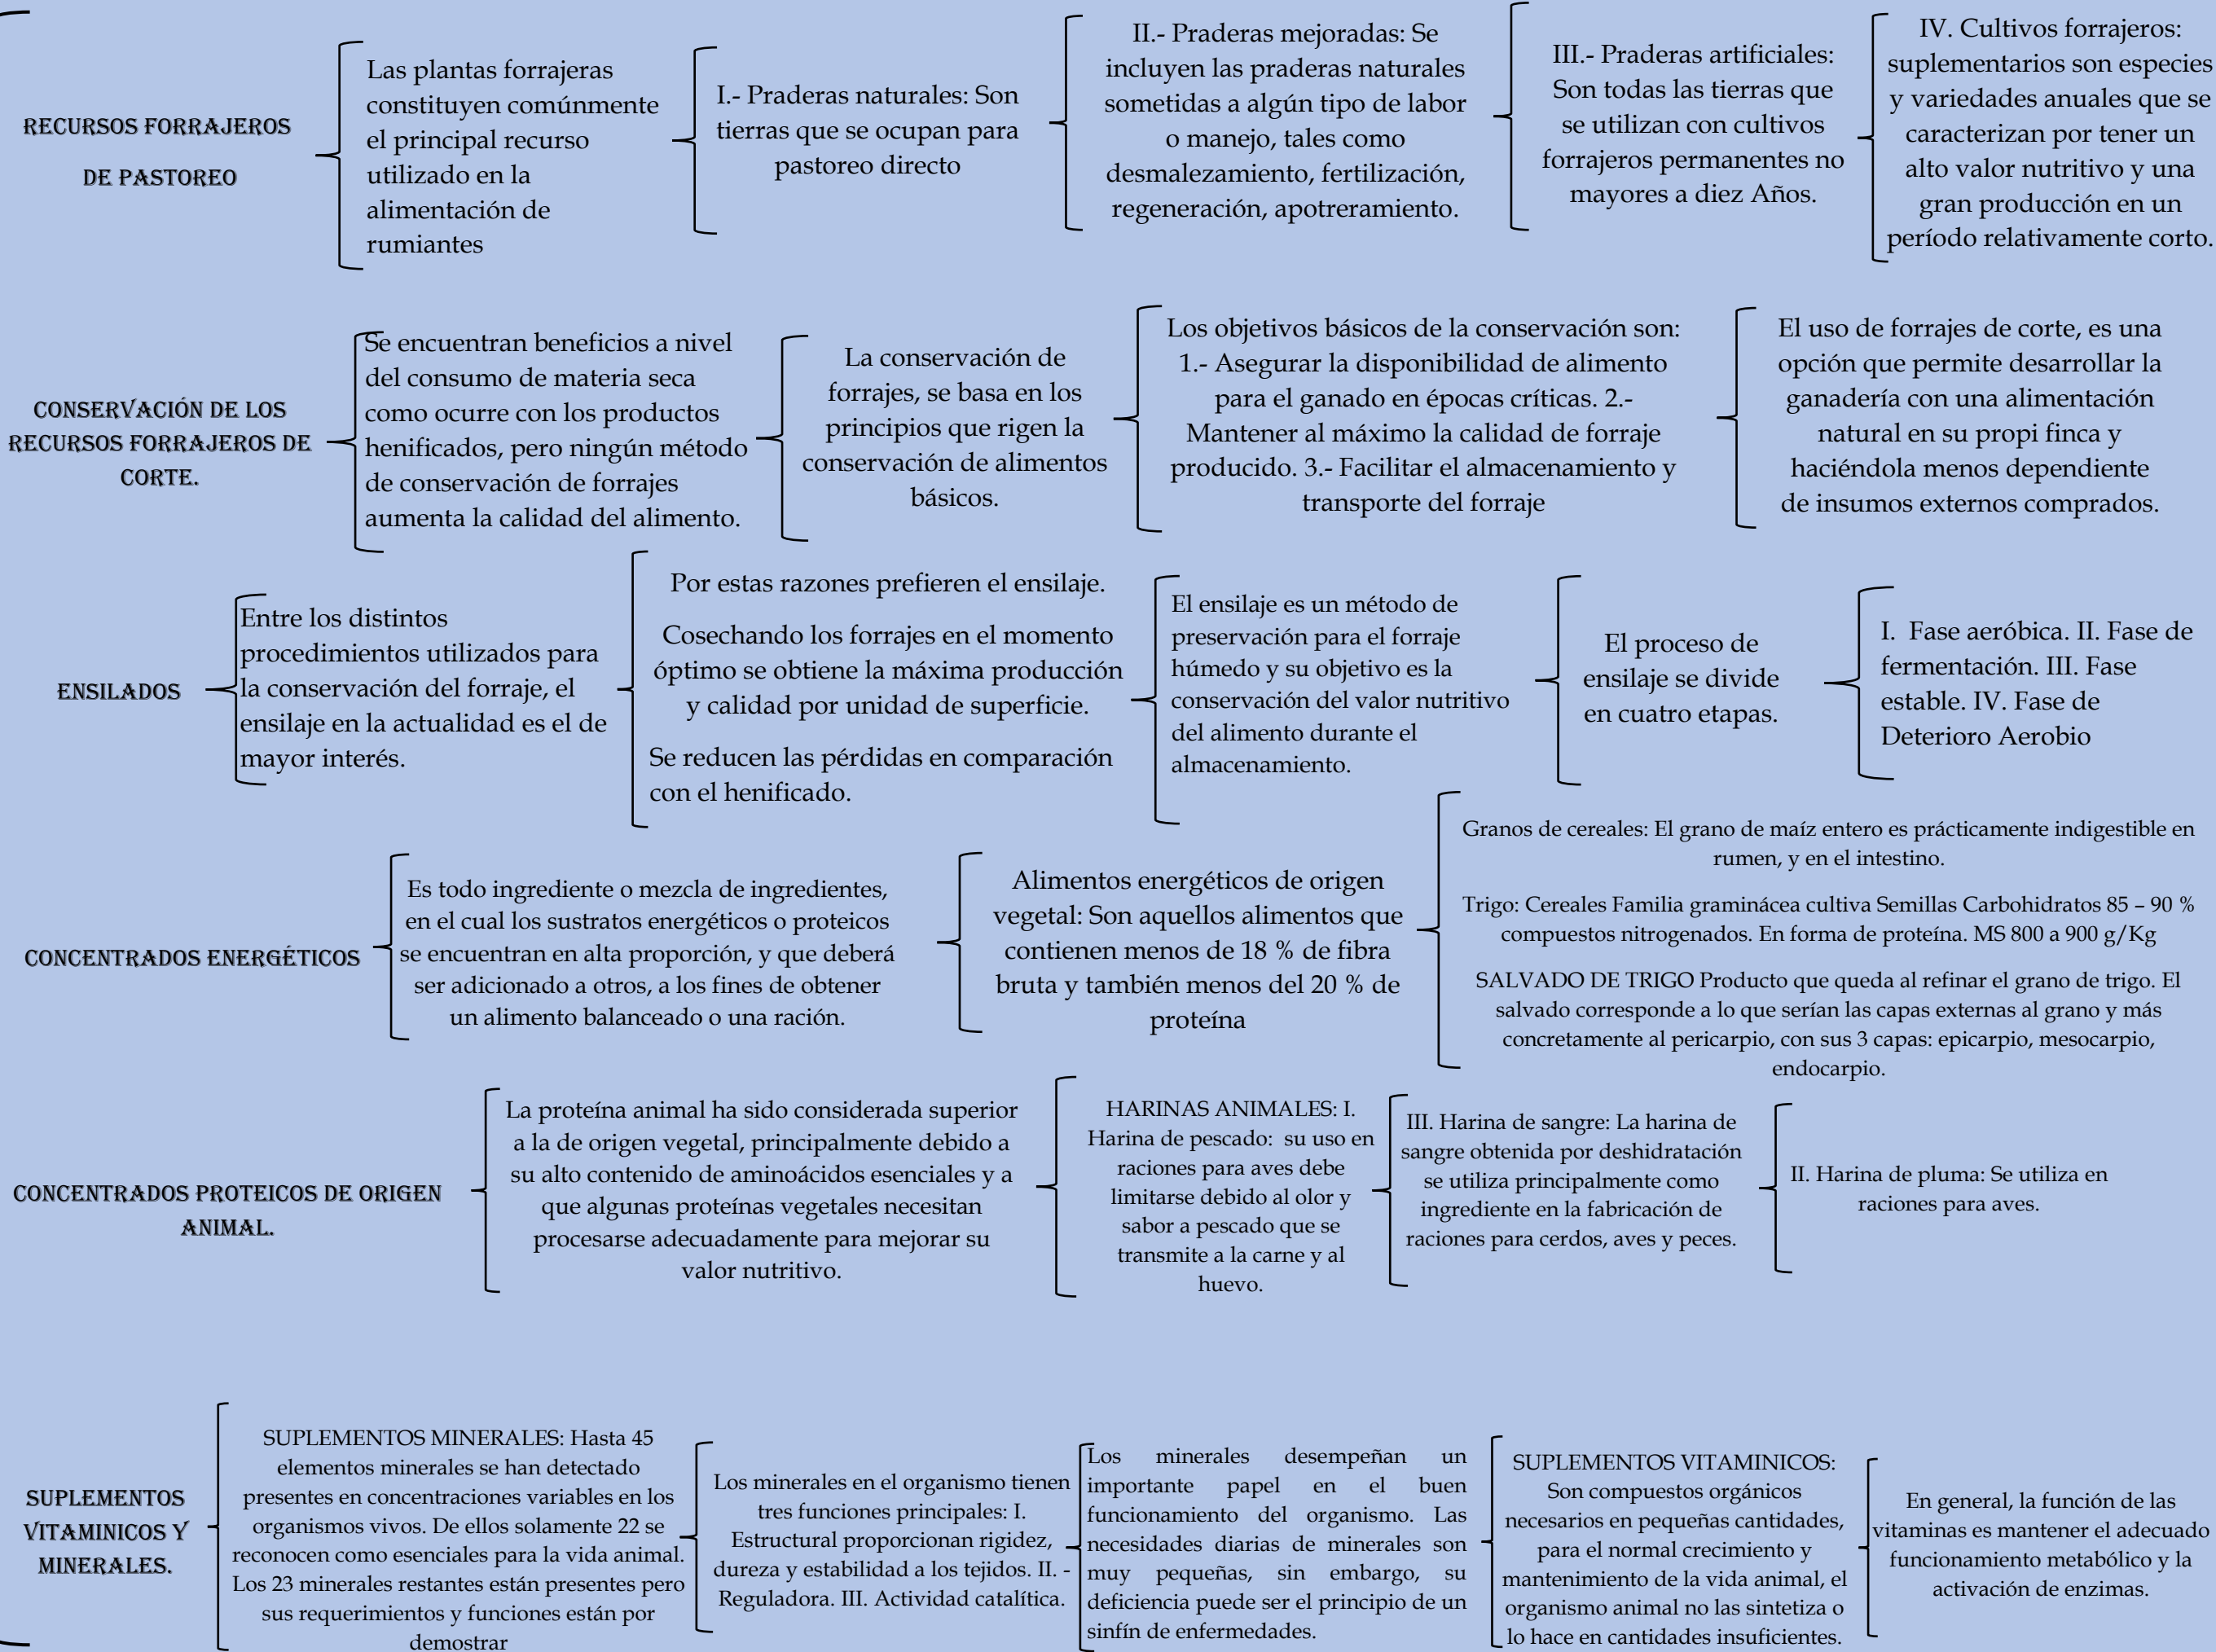 RECURSOS FORRAJEROS
DE PASTOREO
Las plantas forrajeras
constituyen comúnmente
el principal recurso
utilizado en la
alimentación de
rumiantes
I.- Praderas naturales: Son
tierras que se ocupan para
pastoreo directo
II.- Praderas mejoradas: Se
incluyen las praderas naturales
sometidas a algún tipo de labor
o manejo, tales como
desmalezamiento, fertilización,
regeneración, apotreramiento.
III.- Praderas artificiales:
Son todas las tierras que
se utilizan con cultivos
forrajeros permanentes no
mayores a diez Años.
IV. Cultivos forrajeros:
suplementarios son especies
y variedades anuales que se
caracterizan por tener un
alto valor nutritivo y una
gran producción en un
período relativamente corto.
CONSERVACIÓN DE LOS
RECURSOS FORRAJEROS DE
CORTE.
Se encuentran beneficios a nivel
del consumo de materia seca
como ocurre con los productos
henificados, pero ningún método
de conservación de forrajes
aumenta la calidad del alimento.
La conservación de
forrajes, se basa en los
principios que rigen la
conservación de alimentos
básicos.
Los objetivos básicos de la conservación son:
1.- Asegurar la disponibilidad de alimento
para el ganado en épocas críticas. 2.-
Mantener al máximo la calidad de forraje
producido. 3.- Facilitar el almacenamiento y
transporte del forraje
El uso de forrajes de corte, es una
opción que permite desarrollar la
ganadería con una alimentación
natural en su propi finca y
haciéndola menos dependiente
de insumos externos comprados.
ENSILADOS
Entre los distintos
procedimientos utilizados para
la conservación del forraje, el
ensilaje en la actualidad es el de
mayor interés.
Por estas razones prefieren el ensilaje.
Cosechando los forrajes en el momento
óptimo se obtiene la máxima producción
y calidad por unidad de superficie.
Se reducen las pérdidas en comparación
con el henificado.
El ensilaje es un método de
preservación para el forraje
húmedo y su objetivo es la
conservación del valor nutritivo
del alimento durante el
almacenamiento.
El proceso de
ensilaje se divide
en cuatro etapas.
I. Fase aeróbica. II. Fase de
fermentación. III. Fase
estable. IV. Fase de
Deterioro Aerobio
CONCENTRADOS ENERGÉTICOS
Es todo ingrediente o mezcla de ingredientes,
en el cual los sustratos energéticos o proteicos
se encuentran en alta proporción, y que deberá
ser adicionado a otros, a los fines de obtener
un alimento balanceado o una ración.
Alimentos energéticos de origen
vegetal: Son aquellos alimentos que
contienen menos de 18 % de fibra
bruta y también menos del 20 % de
proteína
Granos de cereales: El grano de maíz entero es prácticamente indigestible en
rumen, y en el intestino.
Trigo: Cereales Familia graminácea cultiva Semillas Carbohidratos 85 – 90 %
compuestos nitrogenados. En forma de proteína. MS 800 a 900 g/Kg
SALVADO DE TRIGO Producto que queda al refinar el grano de trigo. El
salvado corresponde a lo que serían las capas externas al grano y más
concretamente al pericarpio, con sus 3 capas: epicarpio, mesocarpio,
endocarpio.
CONCENTRADOS PROTEICOS DE ORIGEN
ANIMAL.
La proteína animal ha sido considerada superior
a la de origen vegetal, principalmente debido a
su alto contenido de aminoácidos esenciales y a
que algunas proteínas vegetales necesitan
procesarse adecuadamente para mejorar su
valor nutritivo.
HARINAS ANIMALES: I.
Harina de pescado: su uso en
raciones para aves debe
limitarse debido al olor y
sabor a pescado que se
transmite a la carne y al
huevo.
III. Harina de sangre: La harina de
sangre obtenida por deshidratación
se utiliza principalmente como
ingrediente en la fabricación de
raciones para cerdos, aves y peces.
II. Harina de pluma: Se utiliza en
raciones para aves.
SUPLEMENTOS
VITAMINICOS Y
MINERALES.
SUPLEMENTOS MINERALES: Hasta 45
elementos minerales se han detectado
presentes en concentraciones variables en los
organismos vivos. De ellos solamente 22 se
reconocen como esenciales para la vida animal.
Los 23 minerales restantes están presentes pero
sus requerimientos y funciones están por
demostrar
Los minerales en el organismo tienen
tres funciones principales: I.
Estructural proporcionan rigidez,
dureza y estabilidad a los tejidos. II. -
Reguladora. III. Actividad catalítica.
Los minerales desempeñan un
importante papel en el buen
funcionamiento del organismo. Las
necesidades diarias de minerales son
muy pequeñas, sin embargo, su
deficiencia puede ser el principio de un
sinfín de enfermedades.
SUPLEMENTOS VITAMINICOS:
Son compuestos orgánicos
necesarios en pequeñas cantidades,
para el normal crecimiento y
mantenimiento de la vida animal, el
organismo animal no las sintetiza o
lo hace en cantidades insuficientes.
En general, la función de las
vitaminas es mantener el adecuado
funcionamiento metabólico y la
activación de enzimas.